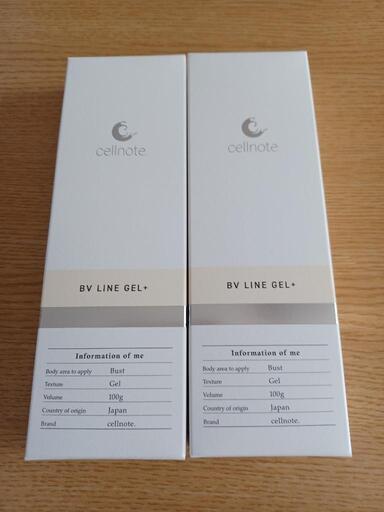 cellnote.
BV LINE GEL+
Information of me
Body area to apply Bust
Texture Gel
Volume 100g
Country of origin Japan
Brand cellnote.
cellnote
BV LINE GEL+
Information of me
Body area to apply Bust
Texture Gel
Volume 100g
Country of origin Japan
Brand cellnote.